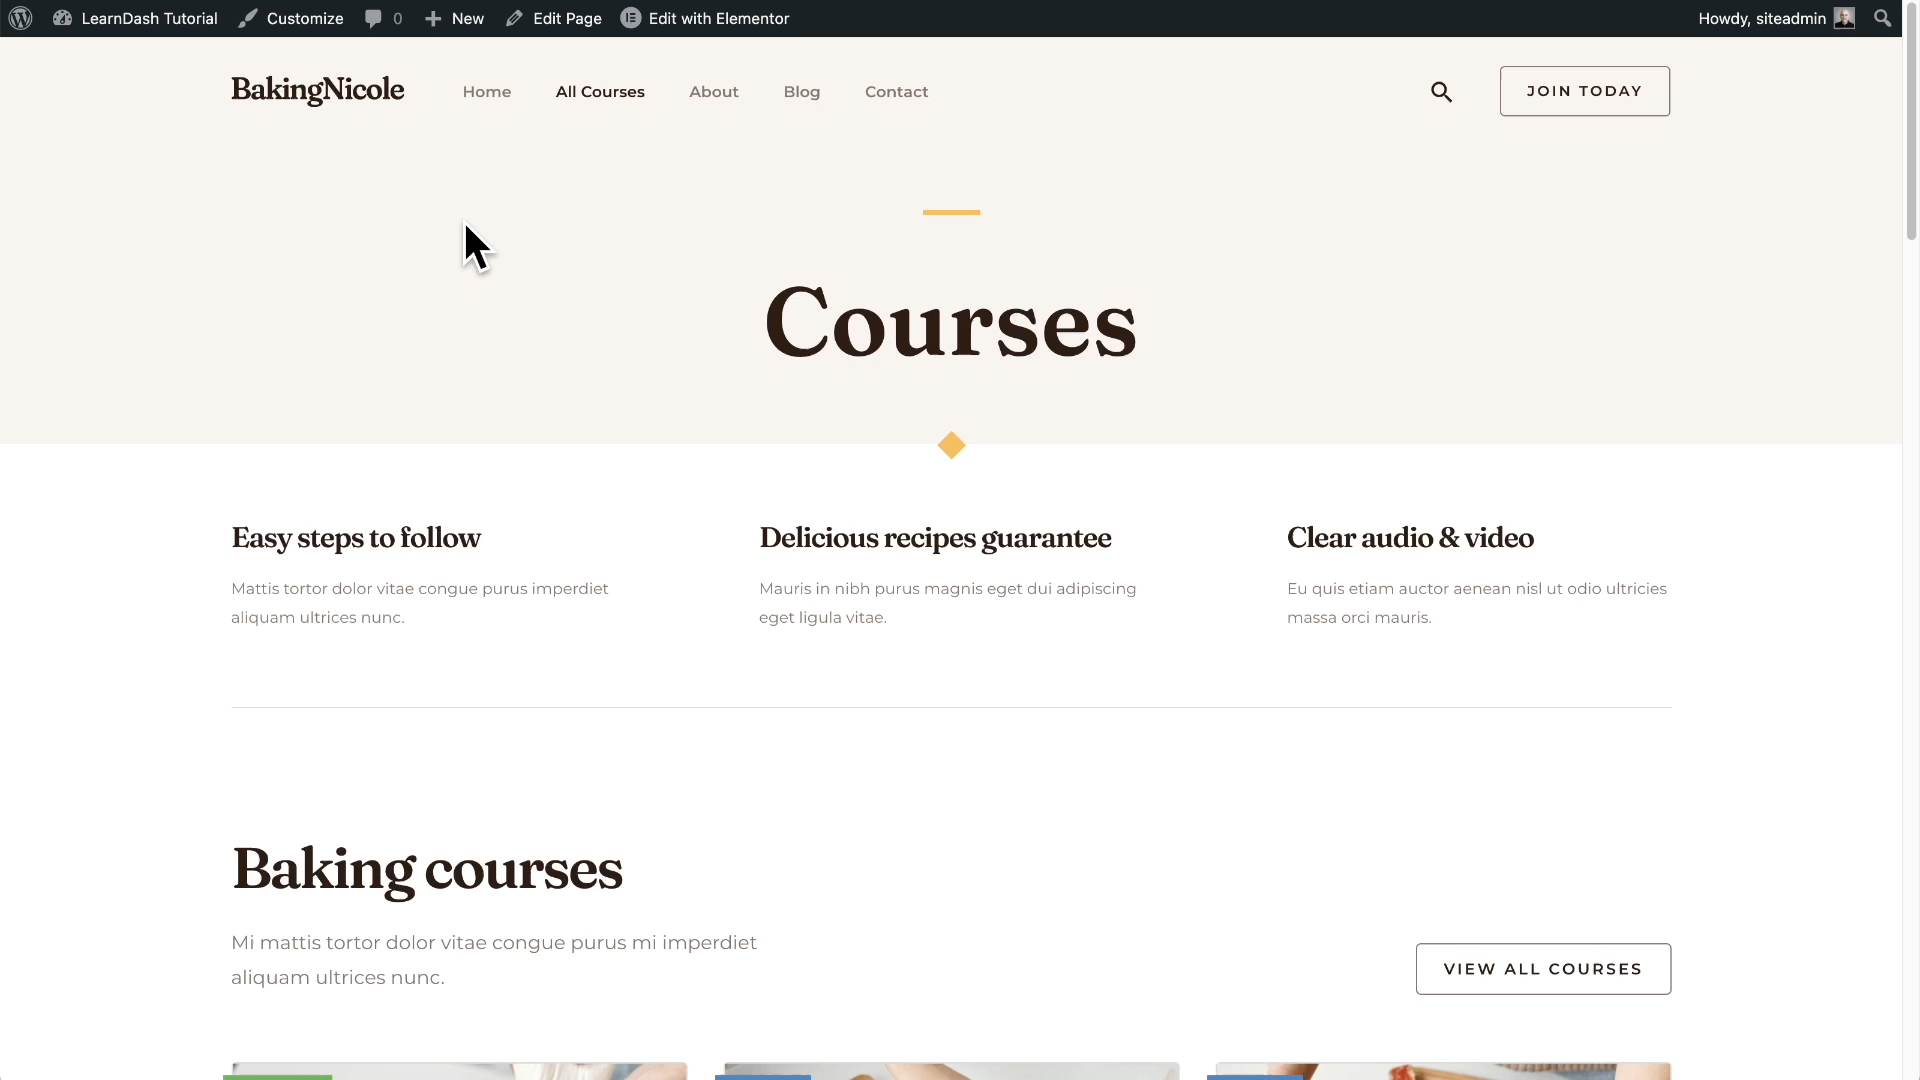 LearnDash Tutorial Customize 0 New Edit Page Edit with Elementor Howdy, siteadmin
BakingNicole Home All Courses About Blog Contact JOIN TODAY
Courses
Easy steps to follow
Mattis tortor dolor vitae congue purus imperdiet
aliquam ultrices nunc.
Delicious recipes guarantee
Mauris in nibh purus magnis eget dui adipiscing
eget ligula vitae.
Clear audio & video
Eu quis etiam auctor aenean nisl ut odio ultricies
massa orci mauris.
Baking courses
Mi mattis tortor dolor vitae congue purus mi imperdiet
aliquam ultrices nunc.
VIEW ALL COURSES